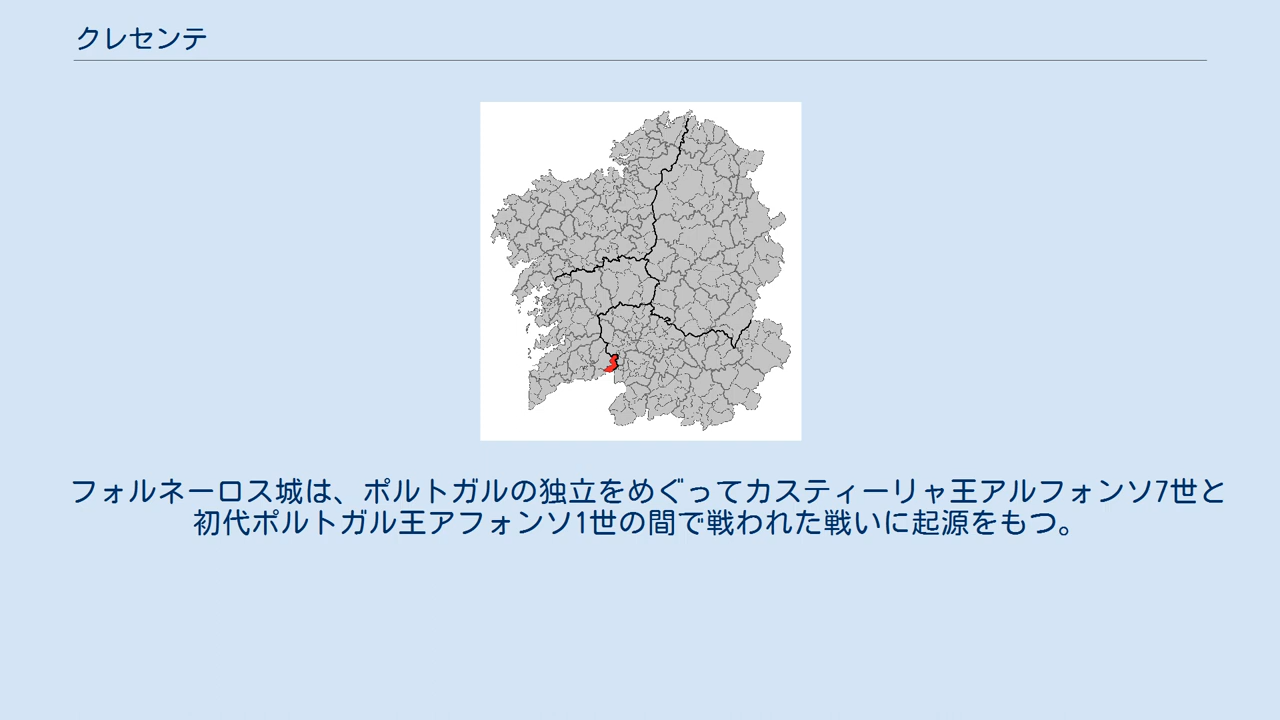 クレセンテ
フォルネーロス城は、ポルトガルの独立をめぐってカスティーリャ王アルフォンソ7世と
初代ポルトガル王アフォンソ1世の間で戦われた戦いに起源をもつ。